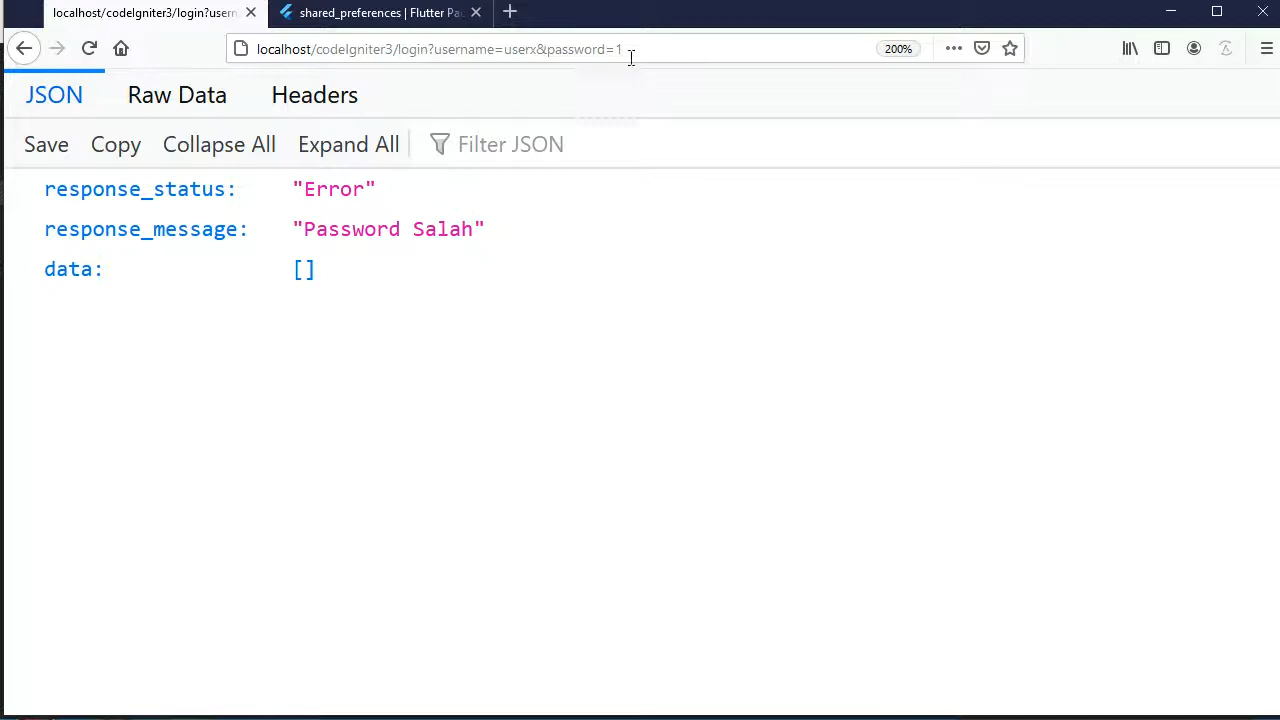 localhost/codeIgniter3/login?usern
shared_preferences | Flutter Pa
localhost/codeIgniter3/login?username=userx&password=1
200%
JSON
Raw Data
Headers
Save
Copy
Collapse All
Expand All
Filter JSON
response_status: "Error"
response_message: "Password Salah"
data: []